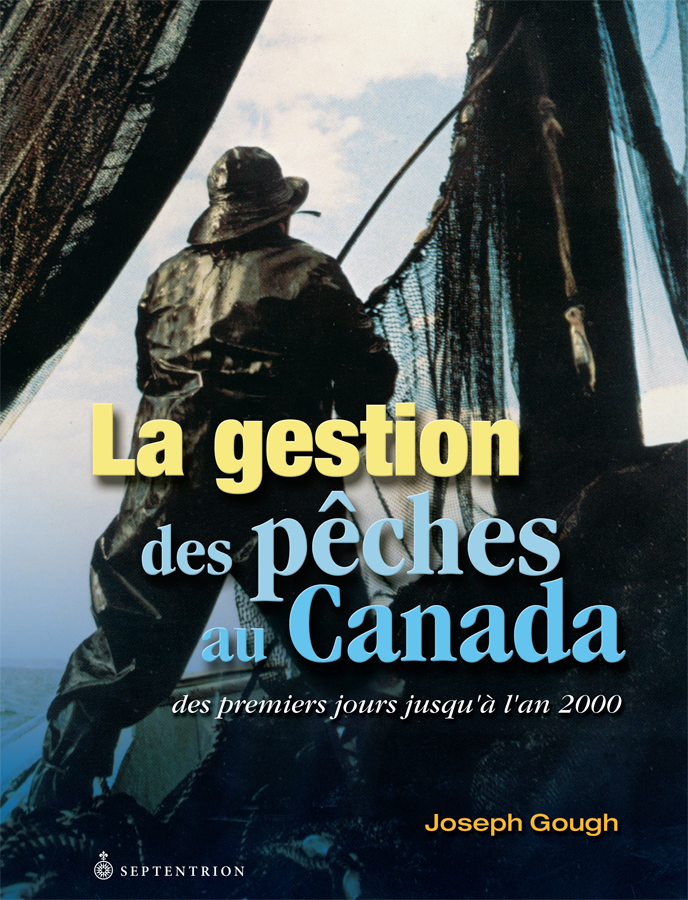 La gestion
des pêches
au Canada
des premiers jours jusqu'à l'an 2000
Joseph Gough
SEPTENTRION